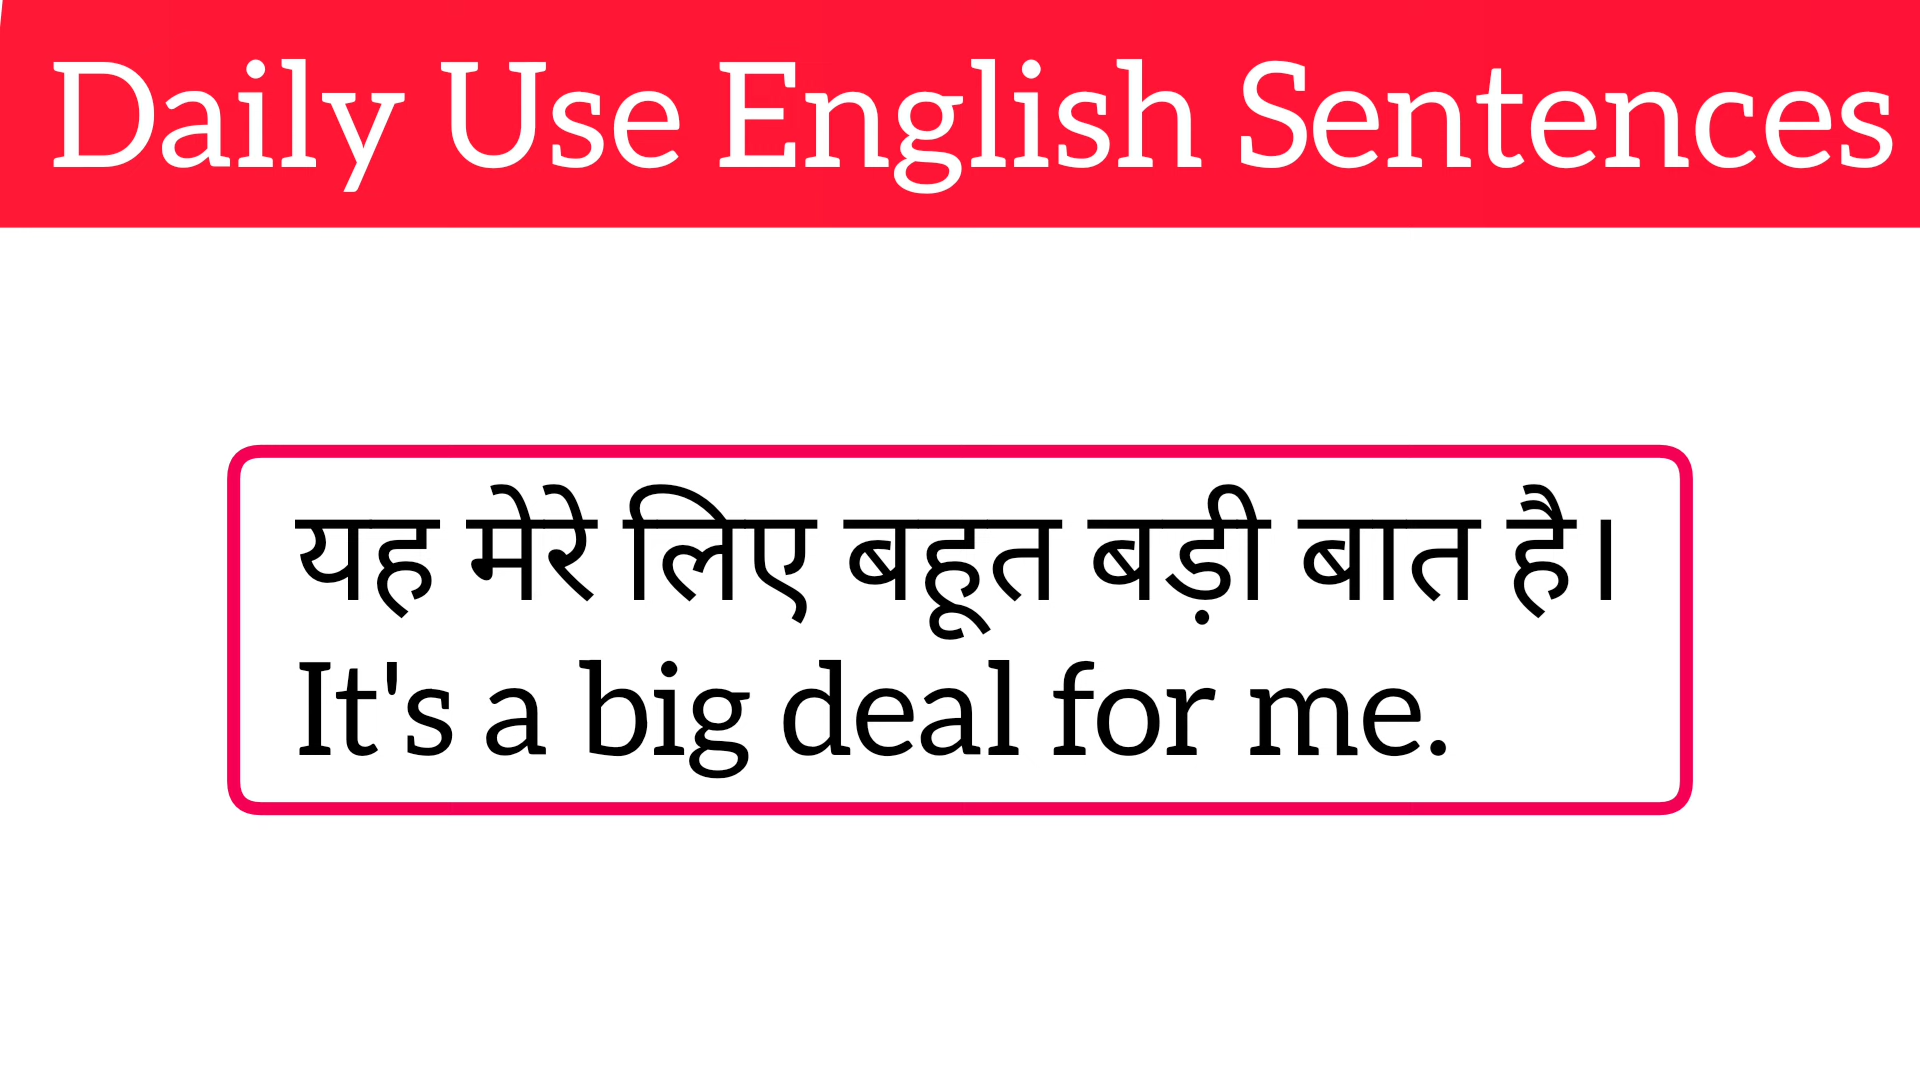 Daily Use English Sentences
यह मेरे लिए बहूत बड़ी बात है।
It's a big deal for me.